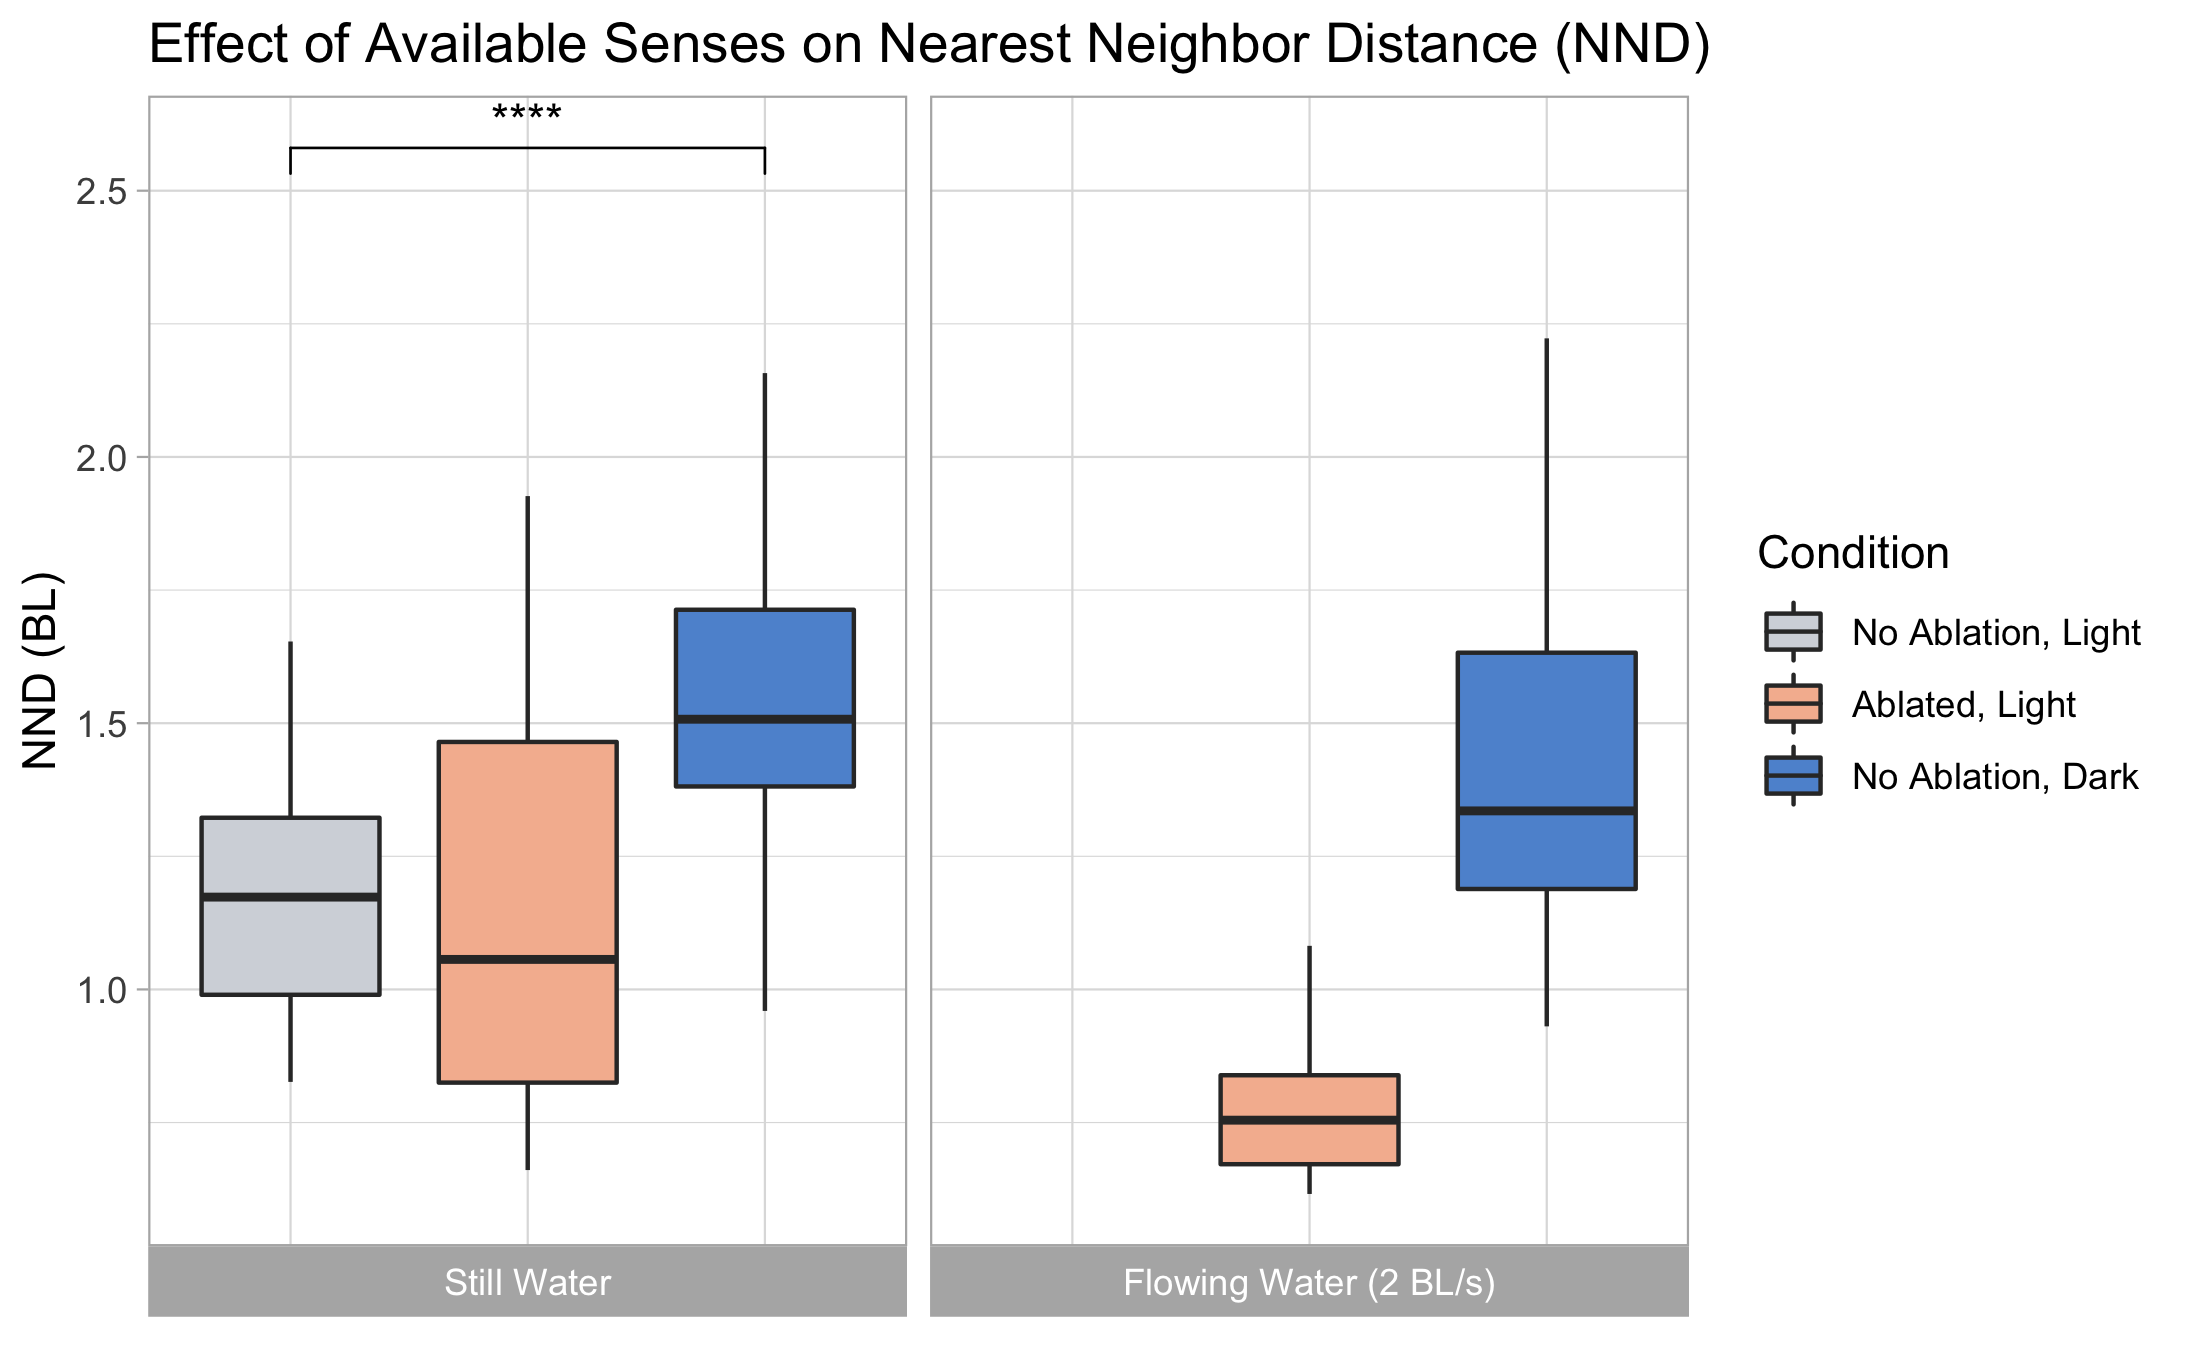 Effect of Available Senses on Nearest Neighbor Distance (NND)
****
2.5
2.0
1.5
1.0
NND (BL)
Still Water
Flowing Water (2 BL/s)
Condition
No Ablation, Light
Ablated, Light
No Ablation, Dark